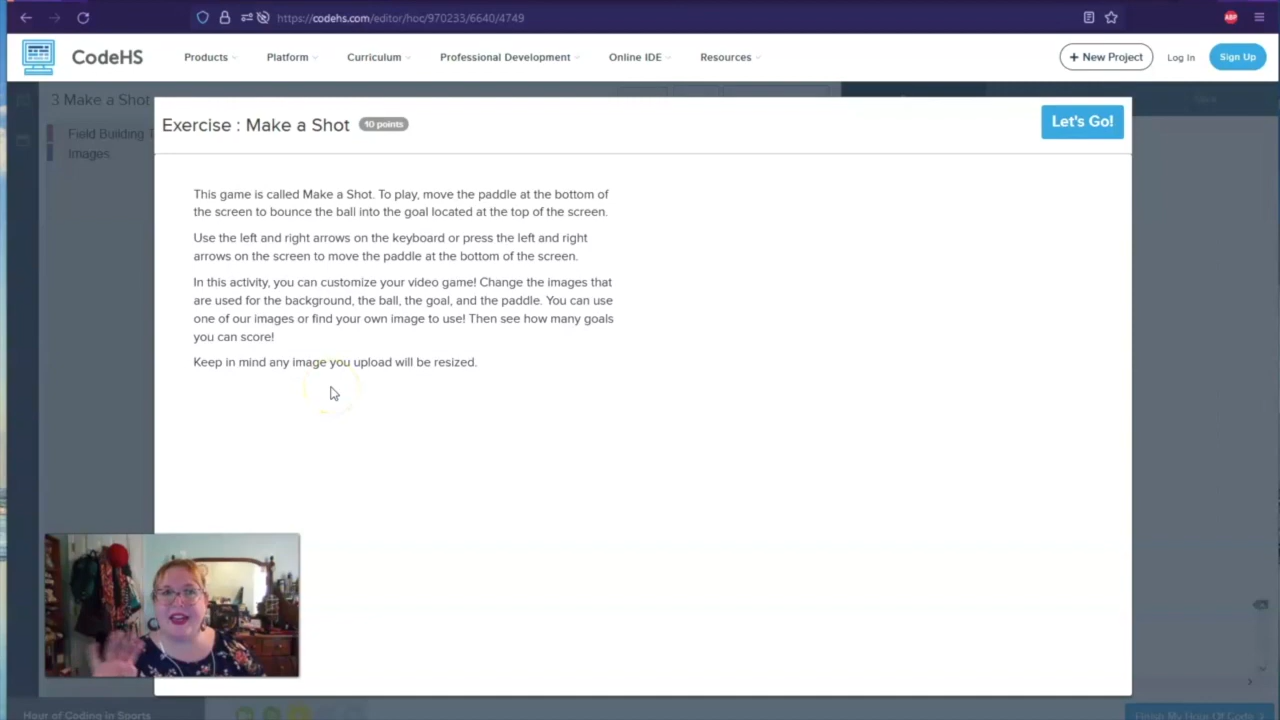 https://codehs.com/editor/hoc/970233/6640/4749
ABP
CodeHS
Products
Platform
Curriculum
Professional Development
Online IDE
Resources
+ New Project
Log In
Sign Up
3 Make a Shot
Field Building
Images
Exercise : Make a Shot
10 points
Let's Go!
This game is called Make a Shot. To play, move the paddle at the bottom of
the screen to bounce the ball into the goal located at the top of the screen.
Use the left and right arrows on the keyboard or press the left and right
arrows on the screen to move the paddle at the bottom of the screen.
In this activity, you can customize your video game! Change the images that
are used for the background, the ball, the goal, and the paddle. You can use
one of our images or find your own image to use! Then see how many goals
you can score!
Keep in mind any image you upload will be resized.
Hour of Coding in Sports
Finish My Hour Of Code